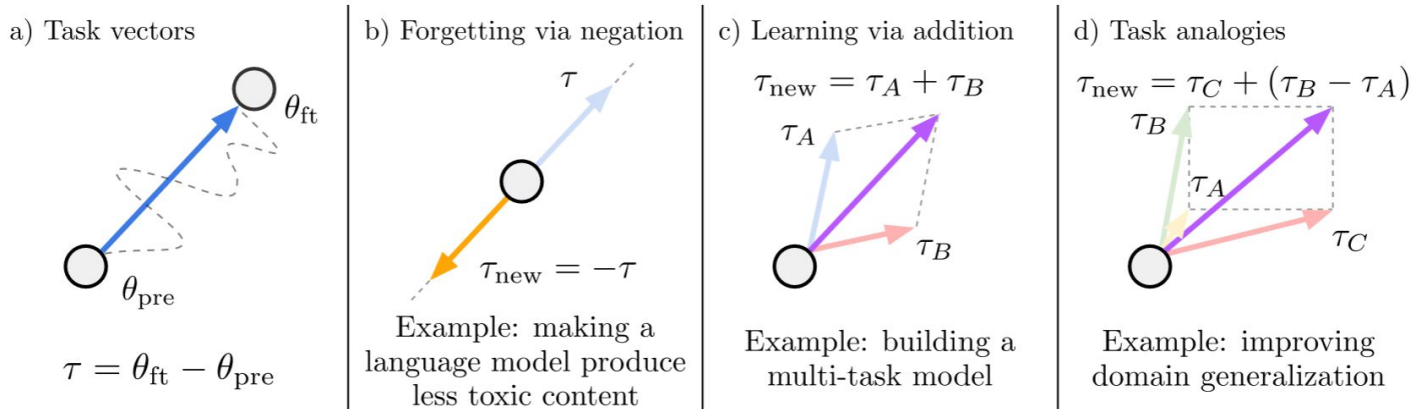 a) Task vectors
θft
θpre
τ = θft − θpre
b) Forgetting via negation
τ
τnew = −τ
Example: making a
language model produce
less toxic content
c) Learning via addition
τnew = τA + τB
τA
τB
Example: building a
multi-task model
d) Task analogies
τnew = τC + (τB − τA)
τB
τA
τC
Example: improving
domain generalization